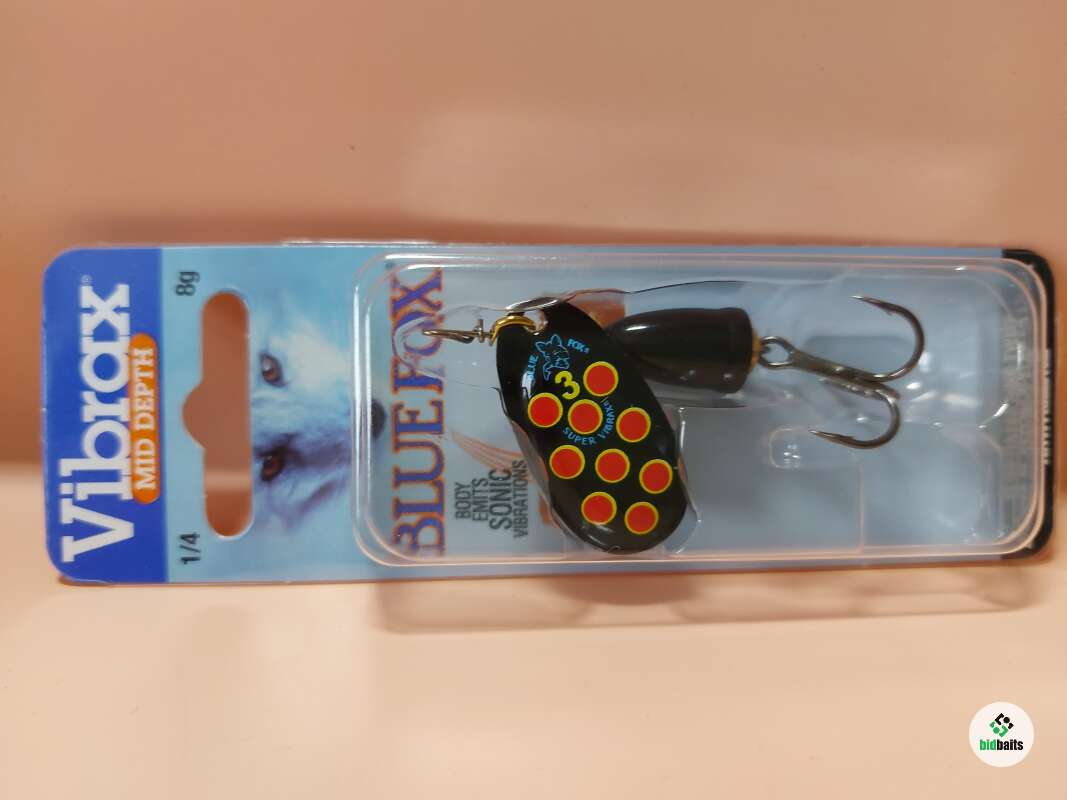 Vibrax®
MID DEPTH
1/4
8g
BLUE FOX
BODY
EMITS
SONIC
VIBRATIONS
BLUE FOX®
3
SUPER VIBRAX
bidbaits